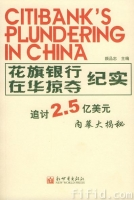 CITIBANK'S
PLUNDERING
IN CHINA
花旗银行
在华掠夺
纪实
追讨2.5亿美元
内幕大揭秘
新世界出版社